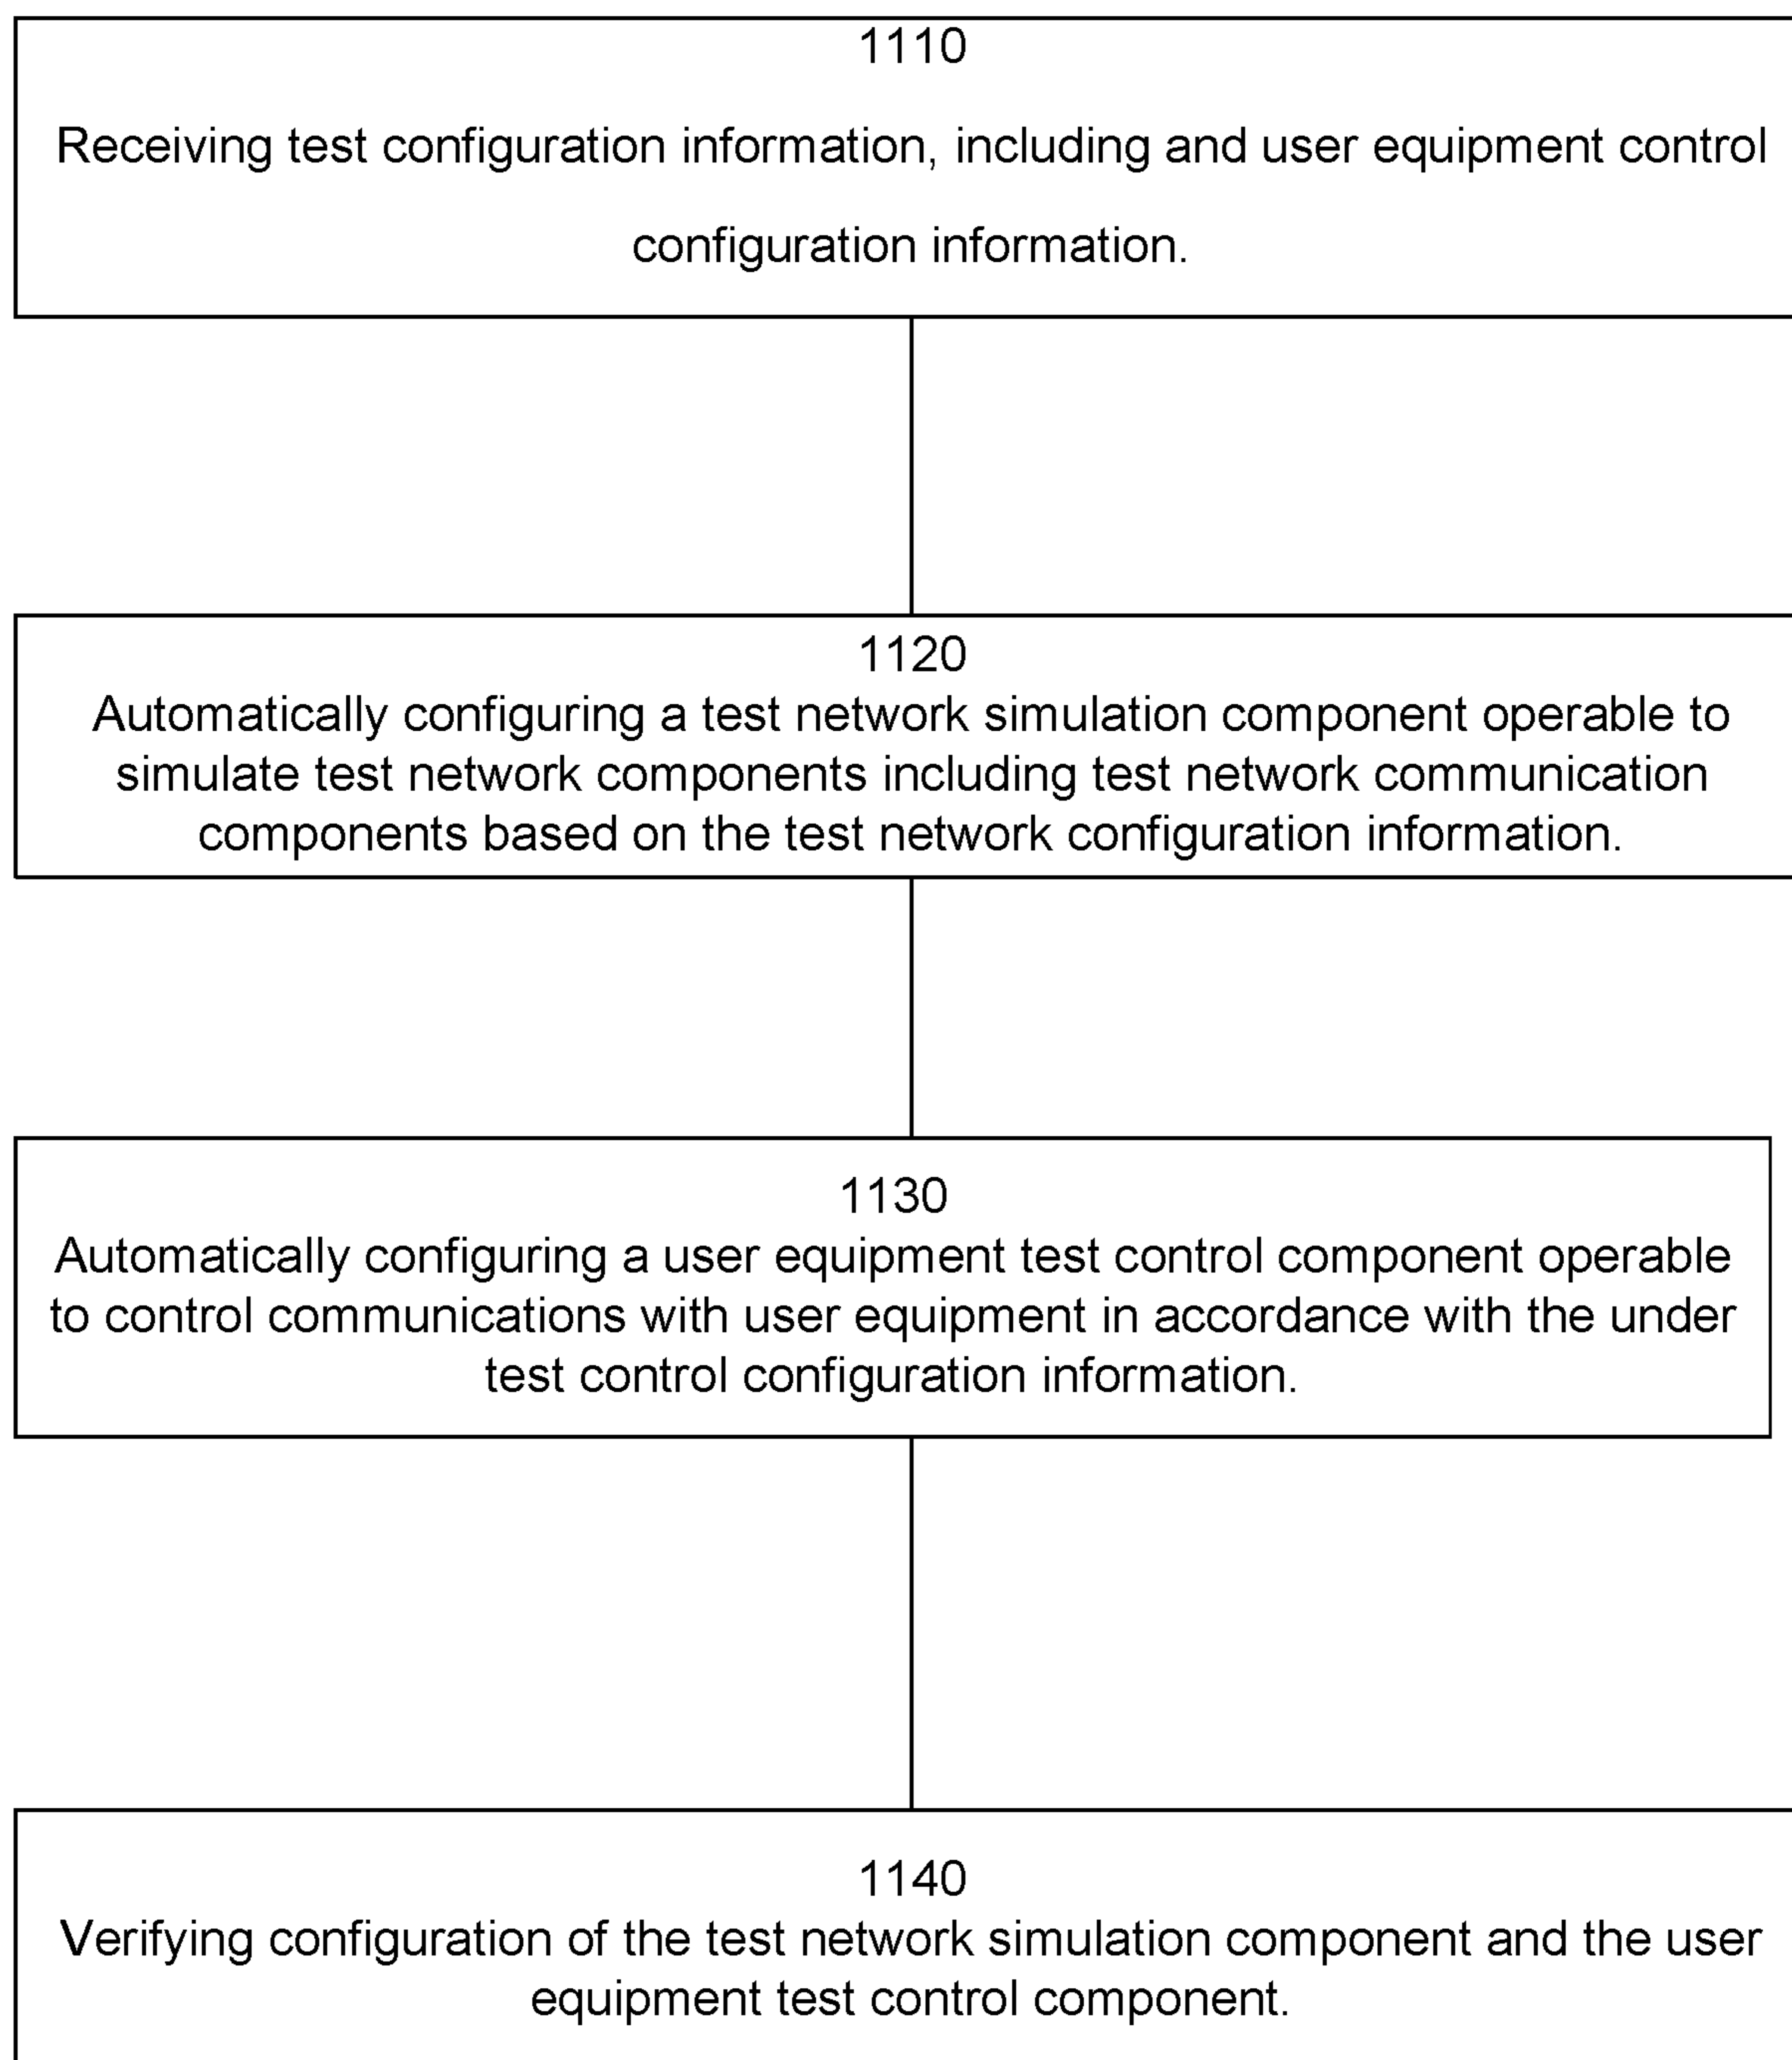 1110
Receiving test configuration information, including and user equipment control
configuration information.
1120
Automatically configuring a test network simulation component operable to
simulate test network components including test network communication
components based on the test network configuration information.
1130
Automatically configuring a user equipment test control component operable
to control communications with user equipment in accordance with the under
test control configuration information.
1140
Verifying configuration of the test network simulation component and the user
equipment test control component.